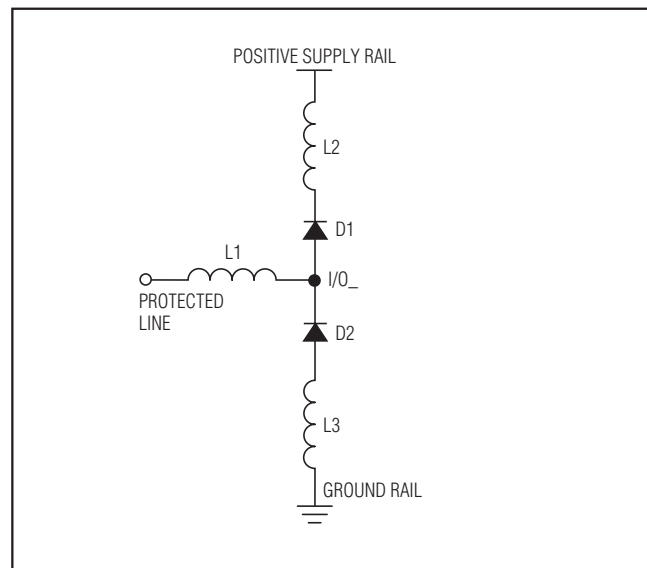 POSITIVE SUPPLY RAIL
L2
D1
L1
I/O_
PROTECTED
LINE
D2
L3
GROUND RAIL